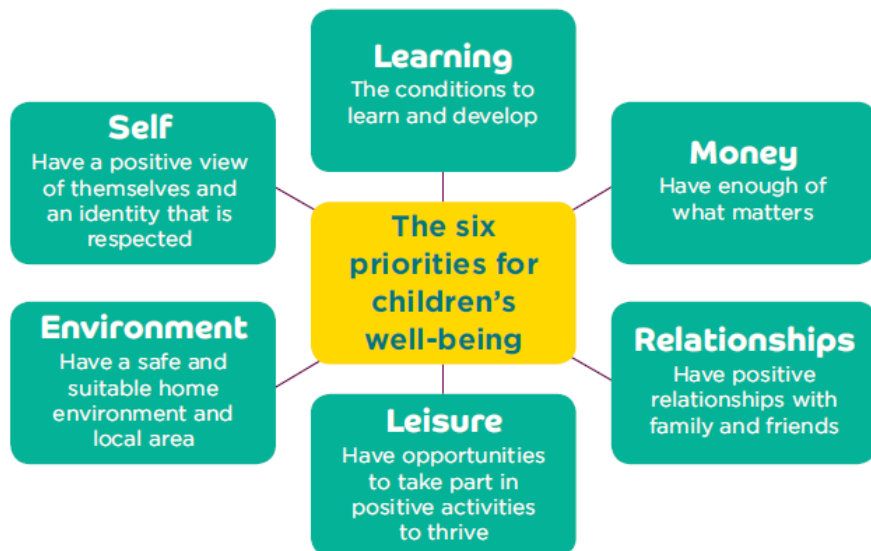 Learning
The conditions to
learn and develop
Self
Have a positive view
of themselves and
an identity that is
respected
Money
Have enough of
what matters
The six
priorities for
children's
well-being
Environment
Have a safe and
suitable home
environment and
local area
Relationships
Have positive
relationships with
family and friends
Leisure
Have opportunities
to take part in
positive activities
to thrive